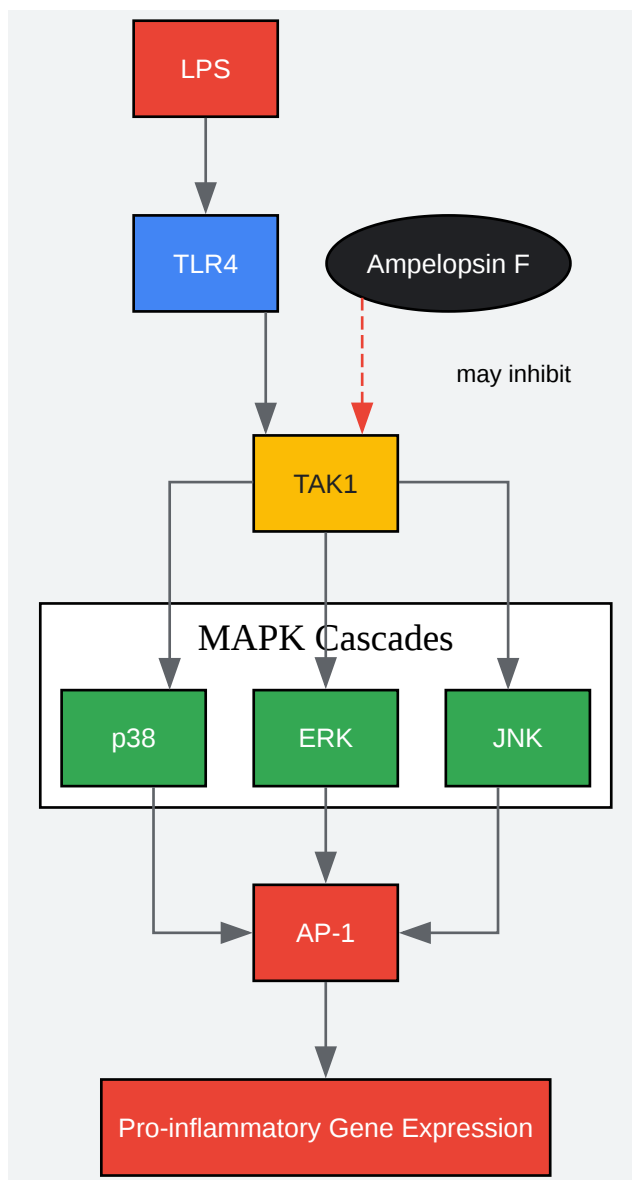 LPS
TLR4
Ampelopsin F
may inhibit
TAK1
MAPK Cascades
p38
ERK
JNK
AP-1
Pro-inflammatory Gene Expression